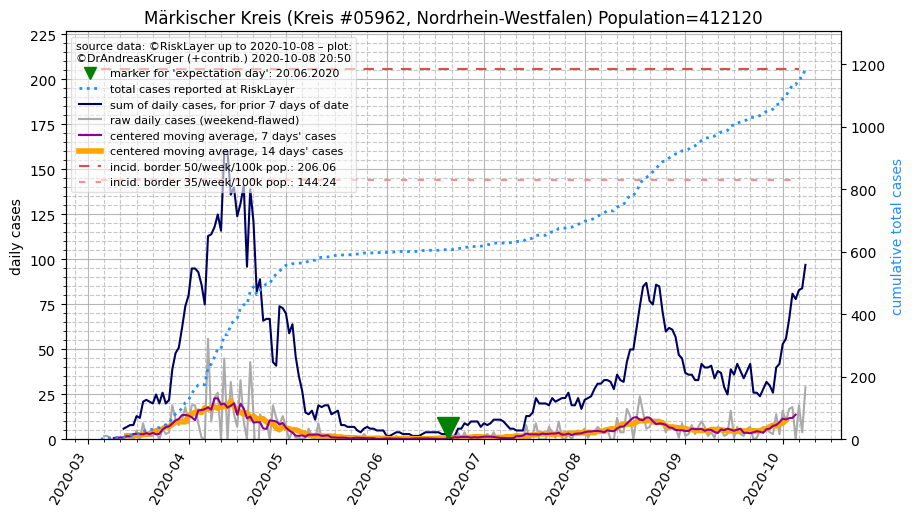 Märkischer Kreis (Kreis #05962, Nordrhein-Westfalen) Population=412120
source data: ©RiskLayer up to 2020-10-08 – plot:
©DrAndreasKruger (+contrib.) 2020-10-08 20:50
marker for 'expectation day': 20.06.2020
total cases reported at RiskLayer
sum of daily cases, for prior 7 days of date
raw daily cases (weekend-flawed)
centered moving average, 7 days' cases
centered moving average, 14 days' cases
incid. border 50/week/100k pop.: 206.06
incid. border 35/week/100k pop.: 144.24
daily cases
225
200
175
150
125
100
75
50
25
0
cumulative total cases
1200
1000
800
600
400
200
0
2020-03
2020-04
2020-05
2020-06
2020-07
2020-08
2020-09
2020-10